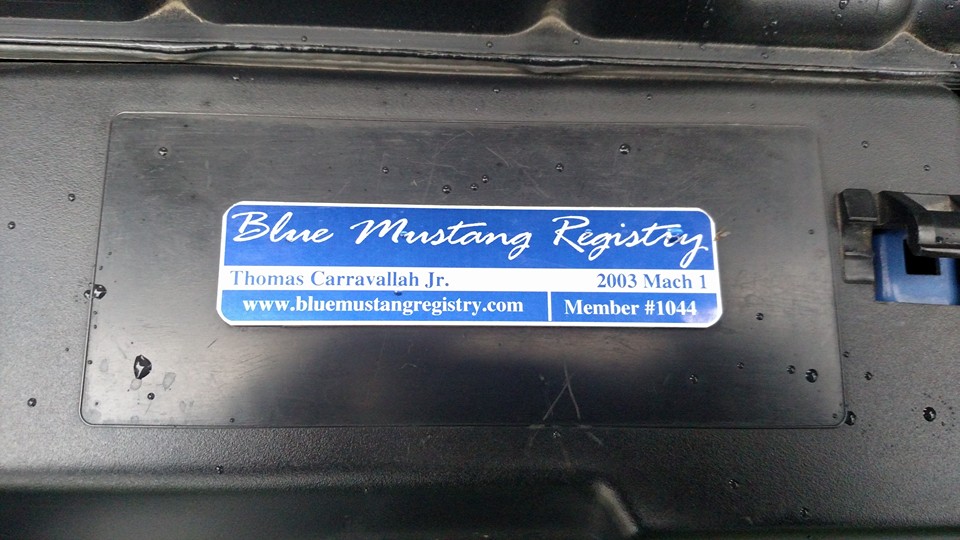 Blue Mustang Registry
Thomas Carravallah Jr. 2003 Mach 1
www.bluemustangregistry.com Member #1044